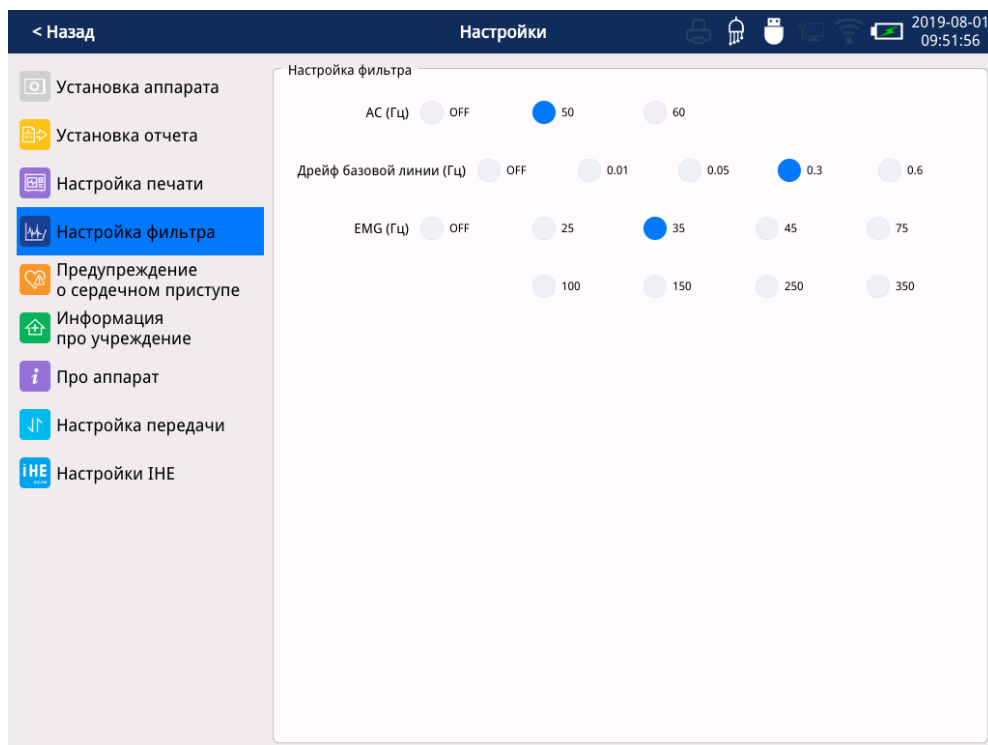 < Назад
Настройки
2019-08-01
09:51:56
Установка аппарата
Установка отчета
Настройка печати
Настройка фильтра
Предупреждение
о сердечном приступе
Информация
про учреждение
Про аппарат
Настройка передачи
iHE
Настройки IHE
Настройка фильтра
AC (Гц) OFF 50 60
Дрейф базовой линии (Гц) OFF 0.01 0.05 0.3 0.6
EMG (Гц) OFF 25 35 45 75
100 150 250 350